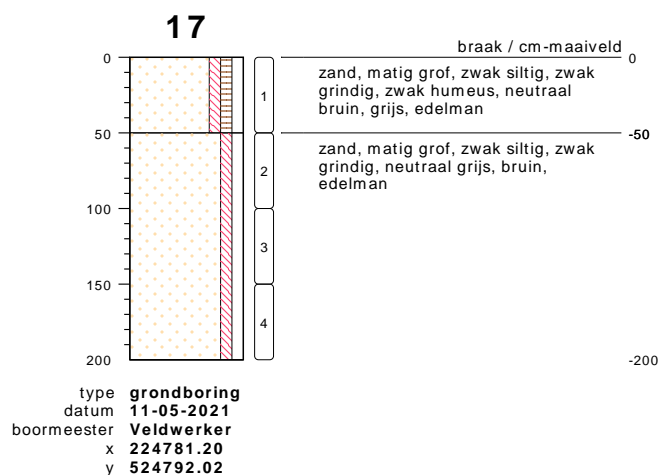 17
braak / cm-maaiveld
0
0
zand, matig grof, zwak siltig, zwak
grindig, zwak humeus, neutraal
bruin, grijs, edelman
1
50
-50
zand, matig grof, zwak siltig, zwak
grindig, neutraal grijs, bruin,
edelman
2
100
3
150
4
200
-200
type grondboring
datum 11-05-2021
boormeester Veldwerker
x 224781.20
y 524792.02